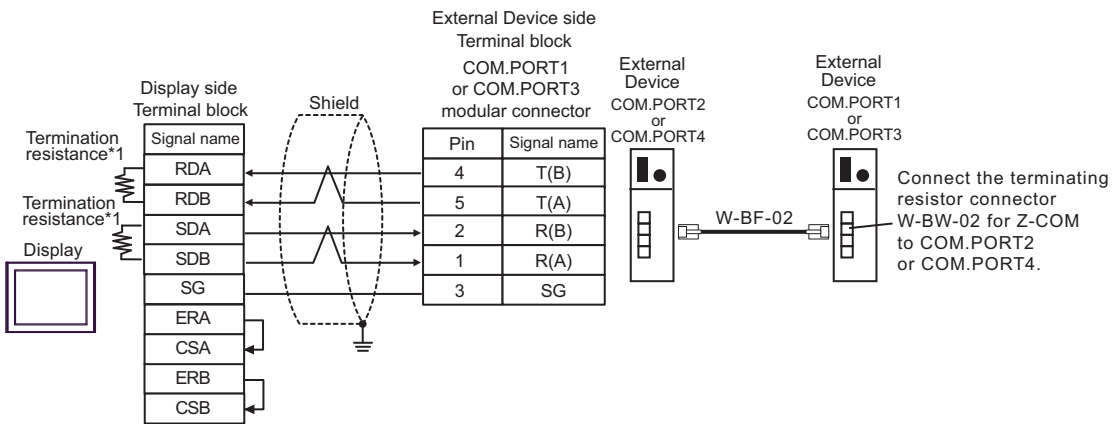 External Device side
Terminal block
COM.PORT1
or COM.PORT3
modular connector
External
Device
COM.PORT2
or
COM.PORT4
External
Device
COM.PORT1
or
COM.PORT3
Display side
Terminal block
Shield
Termination
resistance*1
Termination
resistance*1
Display
Signal name
RDA
RDB
SDA
SDB
SG
ERA
CSA
ERB
CSB
Pin Signal name
4 T(B)
5 T(A)
2 R(B)
1 R(A)
3 SG
W-BF-02
Connect the terminating
resistor connector
W-BW-02 for Z-COM
to COM.PORT2
or COM.PORT4.